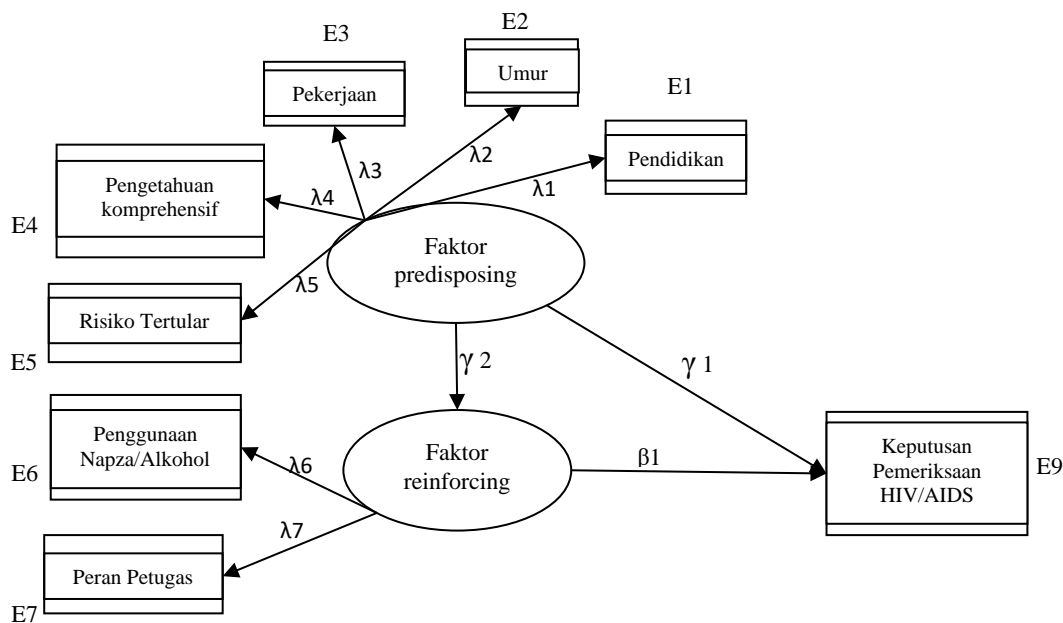 E2
E3
Umur
E1
Pekerjaan
Pendidikan
λ2
λ3
λ1
Pengetahuan
komprehensif
λ4
E4
Faktor
predisposing
λ5
Risiko Tertular
E5
γ 2
γ 1
Penggunaan
Napza/Alkohol
E6
λ6
Faktor
reinforcing
β1
Keputusan
Pemeriksaan
HIV/AIDS
E9
λ7
Peran Petugas
E7